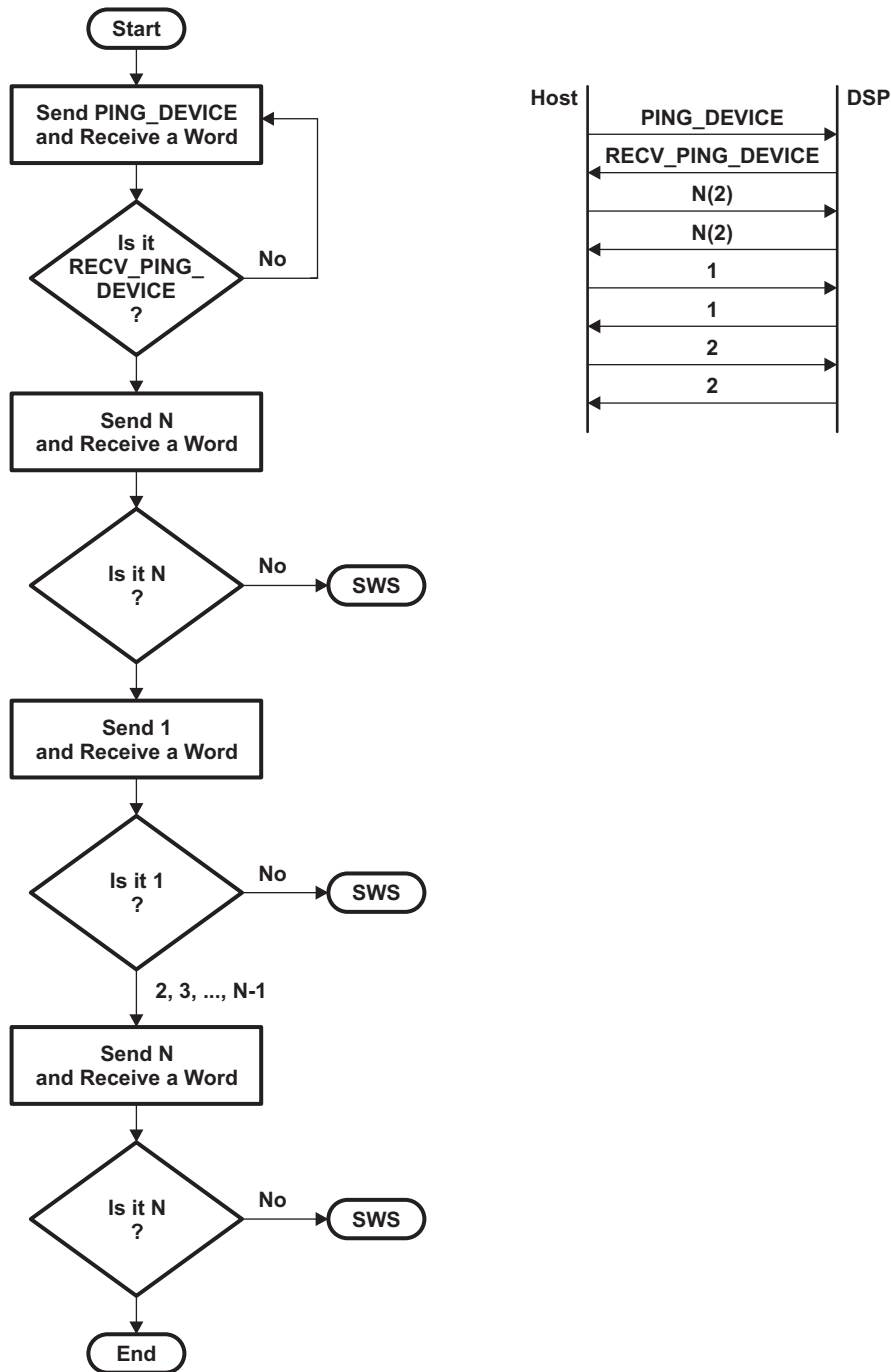 Start
Send PING_DEVICE
and Receive a Word
Is it
RECV_PING_
DEVICE
?
No
Send N
and Receive a Word
Is it N
?
No
SWS
Send 1
and Receive a Word
Is it 1
?
No
SWS
2, 3, ..., N-1
Send N
and Receive a Word
Is it N
?
No
SWS
End
Host
DSP
PING_DEVICE
RECV_PING_DEVICE
N(2)
N(2)
1
1
2
2